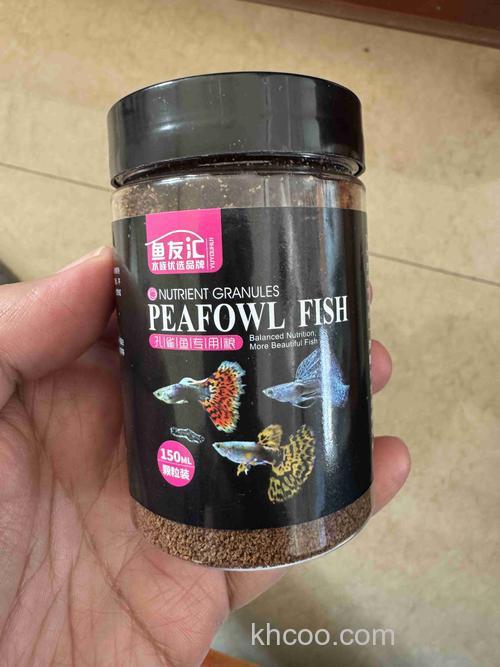 鱼友汇
水族优选品牌
YUYOUHUI
NUTRIENT GRANULES
PEAFOWL FISH
孔雀鱼专用粮
Balanced Nutrition,
More Beautiful Fish
150ML
颗粒装
khcoo.com